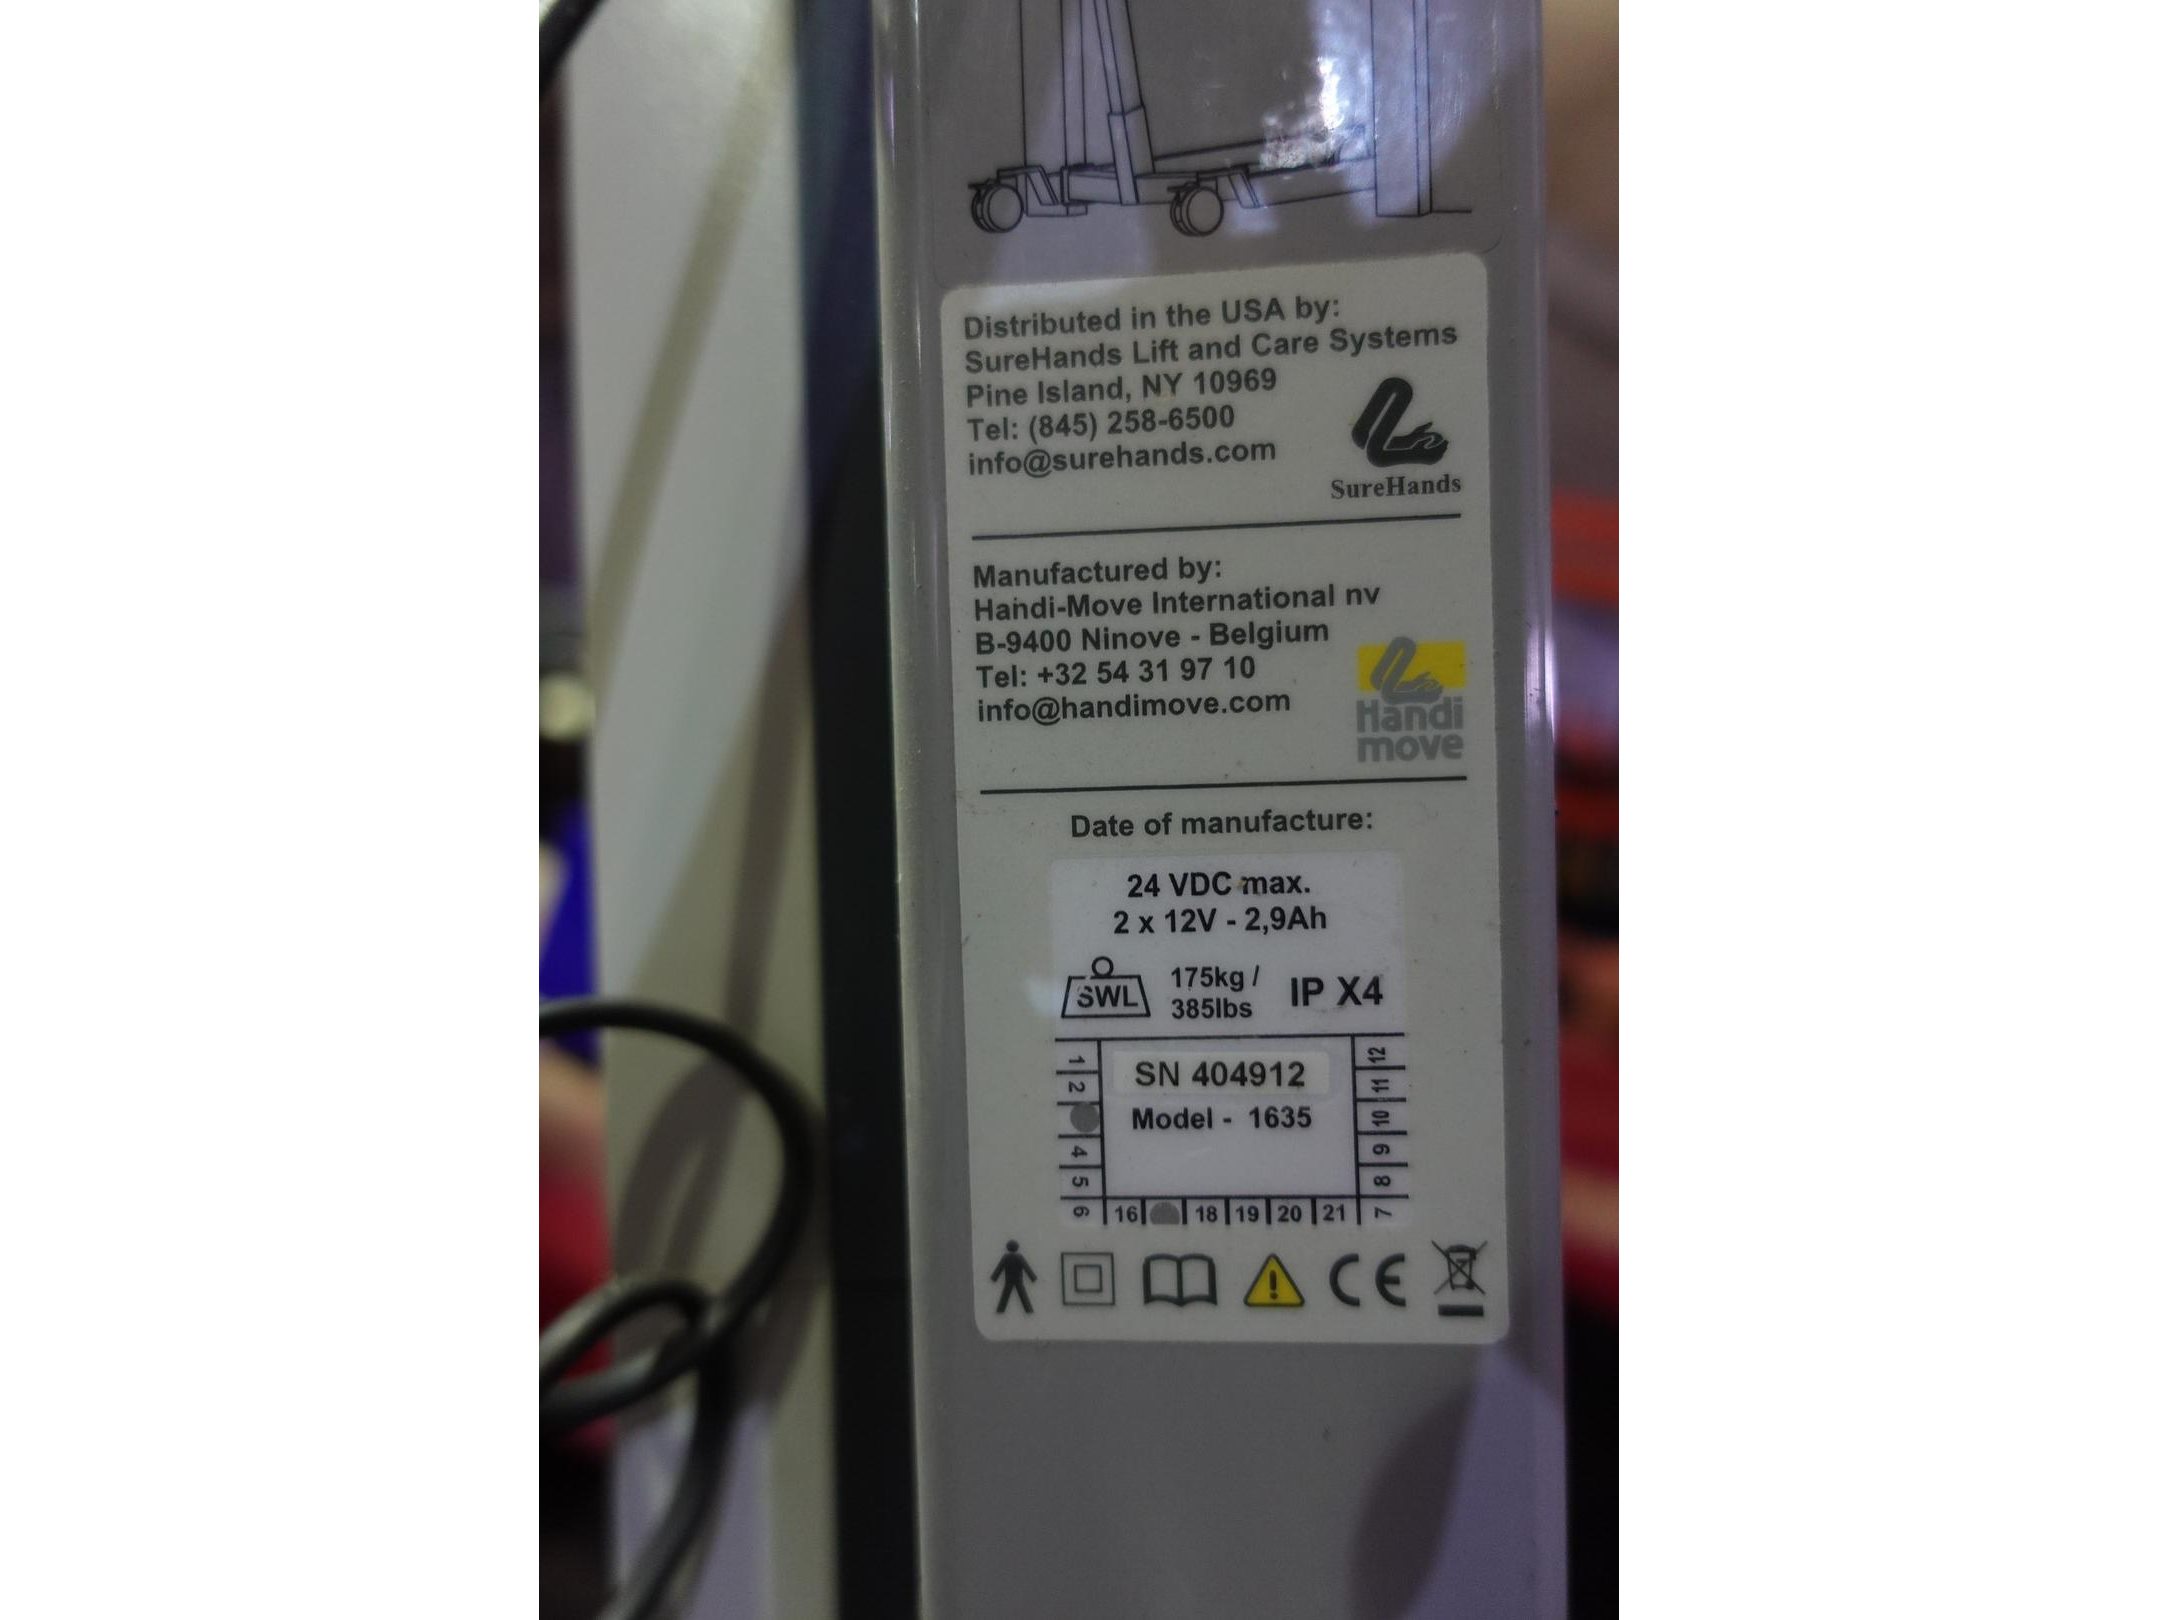 Distributed in the USA by:
SureHands Lift and Care Systems
Pine Island, NY 10969
Tel: (845) 258-6500
info@surehands.com
SureHands
Manufactured by:
Handi-Move International nv
B-9400 Ninove - Belgium
Tel: +32 54 31 97 10
info@handimove.com
Handi
move
Date of manufacture:
24 VDC max.
2 x 12V - 2,9Ah
SWL
175kg /
385lbs
IP X4
1
2
4
5
6
SN 404912
Model - 1635
16 18 19 20 21
12
11
10
9
8
7
CE